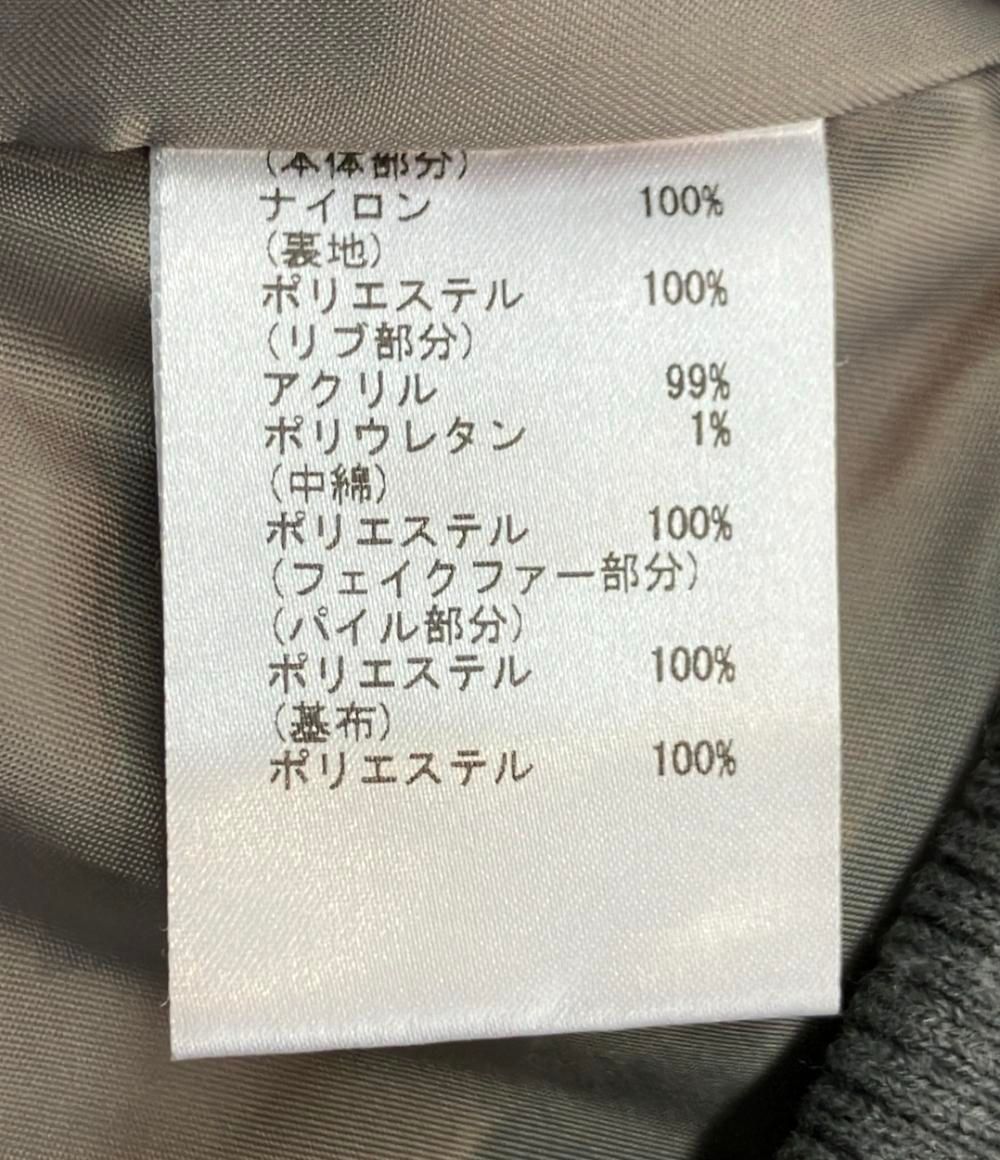 (本体部分)
ナイロン 100%
(裏地)
ポリエステル 100%
(リブ部分)
アクリル 99%
ポリウレタン 1%
(中綿)
ポリエステル 100%
(フェイクファー部分)
(パイル部分)
ポリエステル 100%
(基布)
ポリエステル 100%